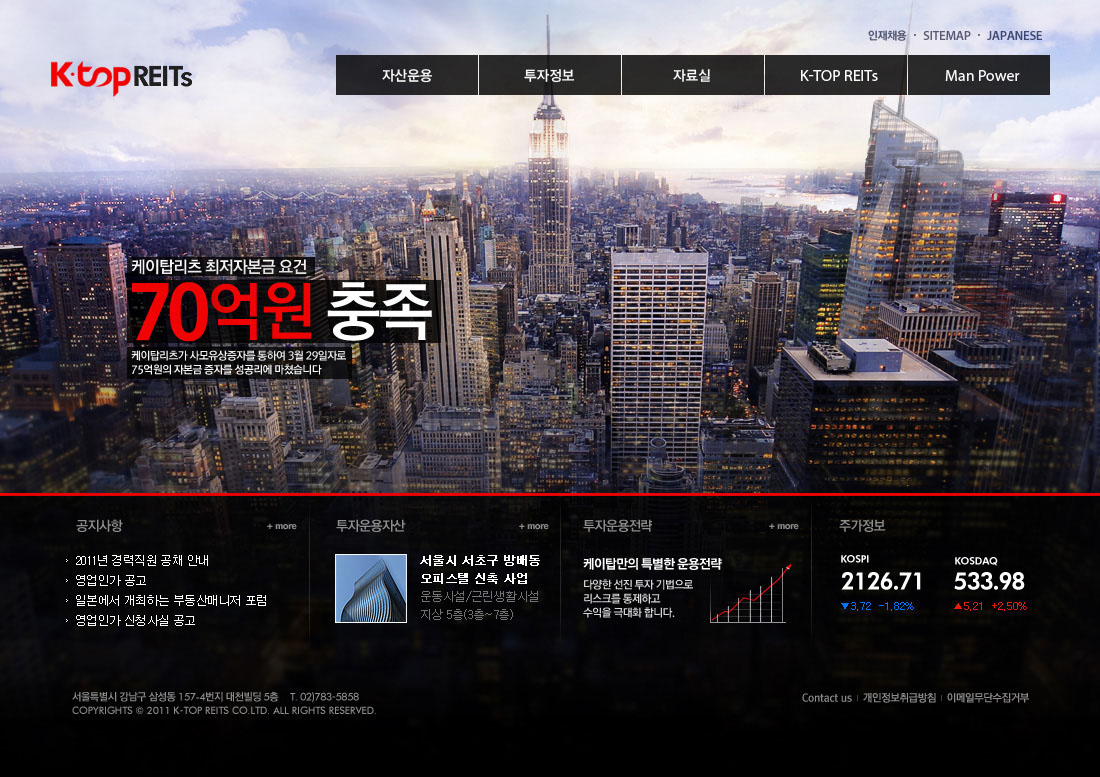 인재채용 · SITEMAP · JAPANESE
K·top REITs
자산운용 투자정보 자료실 K-TOP REITs Man Power
케이탑리츠 최저자본금 요건
70억원 충족
케이탑리츠가 사모유상증자를 통하여 3월 29일자로
75억원의 자본금 증자를 성공리에 마쳤습니다
공지사항 + more
2011년 경력직원 공채 안내
영업인가 공고
일본에서 개최하는 부동산매니저 포럼
영업인가 신청사실 공고
투자운용자산 + more
서울시 서초구 방배동
오피스텔 신축 사업
운동시설/근린생활시설
지상 5층(3층~7층)
투자운용전략 + more
케이탑만의 특별한 운용전략
다양한 선진 투자 기법으로
리스크를 통제하고
수익을 극대화 합니다.
주가정보
KOSPI
2126.71
▼3,72 -1,82%
KOSDAQ
533.98
▲5,21 +2,50%
서울특별시 강남구 삼성동 157-4번지 대천빌딩 5층 T. 02)783-5858
COPYRIGHTS © 2011 K-TOP REITS CO.LTD. ALL RIGHTS RESERVED.
Contact us | 개인정보취급방침 | 이메일무단수집거부